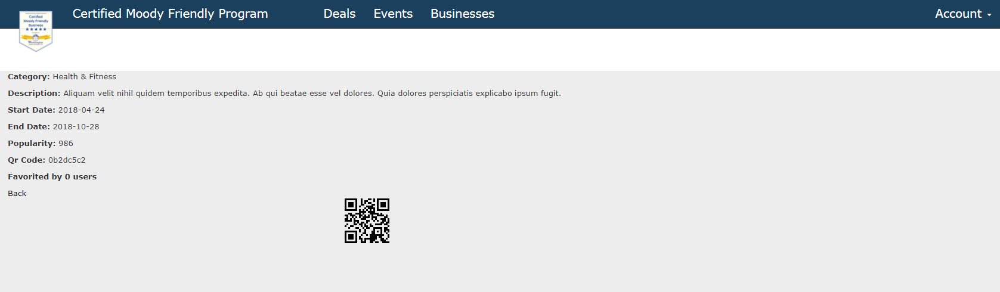 Certified Moody Friendly Program Deals Events Businesses Account
Certified
Moody Friendly
Business
Category: Health & Fitness
Description: Aliquam velit nihil quidem temporibus expedita. Ab qui beatae esse vel dolores. Quia dolores perspiciatis explicabo ipsum fugit.
Start Date: 2018-04-24
End Date: 2018-10-28
Popularity: 986
Qr Code: 0b2dc5c2
Favorited by 0 users
Back